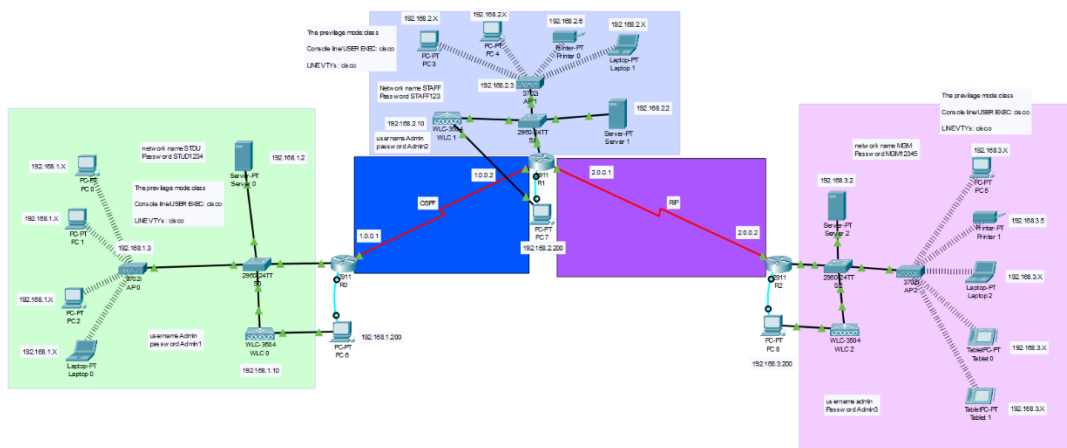 The previlage mode:class
Console line/USER EXEC: cisco
LINEVTYs : cisco
192.168.2.X
PC-PT
PC 3
192.168.2.X
PC-PT
PC 4
192.168.2.6
Printer-PT
Printer 0
192.168.2.X
Laptop-PT
Laptop 1
192.168.2.3
3702i
AP1
Network name STAFF
Password STAFF123
192.168.2.10
WLC-3504
WLC 1
username Admin
password Admin2
2960-24TT
192.168.2.2
Server-PT
Server 1
2911
R1
1.0.0.2
2.0.0.1
OSPF
RIP
1.0.0.1
2.0.0.2
PC-PT
PC 7
192.168.2.200
network name STDU
Password STUD1234
Server-PT
Server 0
192.168.1.2
The previlage mode:class
Console line/USER EXEC: cisco
LINEVTYs : cisco
192.168.1.X
PC-PT
PC 0
192.168.1.X
PC-PT
PC 1
192.168.1.3
3702i
AP0
192.168.1.X
PC-PT
PC 2
192.168.1.X
Laptop-PT
Laptop 0
2960-24TT
S0
2911
R0
username Admin
password Admin1
WLC-3504
WLC 0
192.168.1.10
PC-PT
PC 6
192.168.1.200
The previlage mode:class
Console line/USER EXEC: cisco
LINEVTYs : cisco
network name MGM
Password MGM12345
192.168.3.X
PC-PT
PC 5
192.168.3.2
Server-PT
Server 2
Printer-PT
Printer 1
192.168.3.5
2911
R2
2960-24TT
S2
3702i
AP2
Laptop-PT
Laptop 2
192.168.3.X
PC-PT
PC 8
192.168.3.200
WLC-3504
WLC 2
TabletPC-PT
Tablet 0
192.168.3.X
username admin
Password Admin3
TabletPC-PT
Tablet 1
192.168.3.X